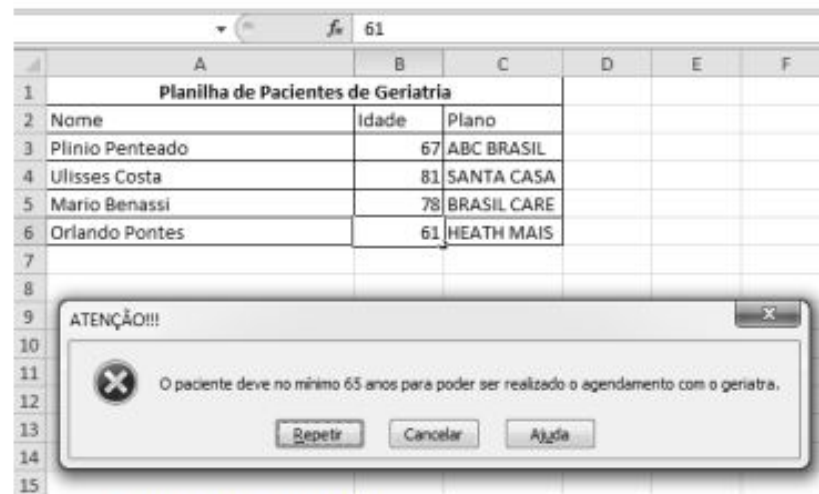 fx 61
A B C D E F
1 Planilha de Pacientes de Geriatria
2 Nome Idade Plano
3 Plinio Penteado 67 ABC BRASIL
4 Ulisses Costa 81 SANTA CASA
5 Mario Benassi 78 BRASIL CARE
6 Orlando Pontes 61 HEATH MAIS
7
8
9
ATENÇÃO!!!
10
11
O paciente deve no mínimo 65 anos para poder ser realizado o agendamento com o geriatra.
12
13
Repetir Cancelar Ajuda
14
15